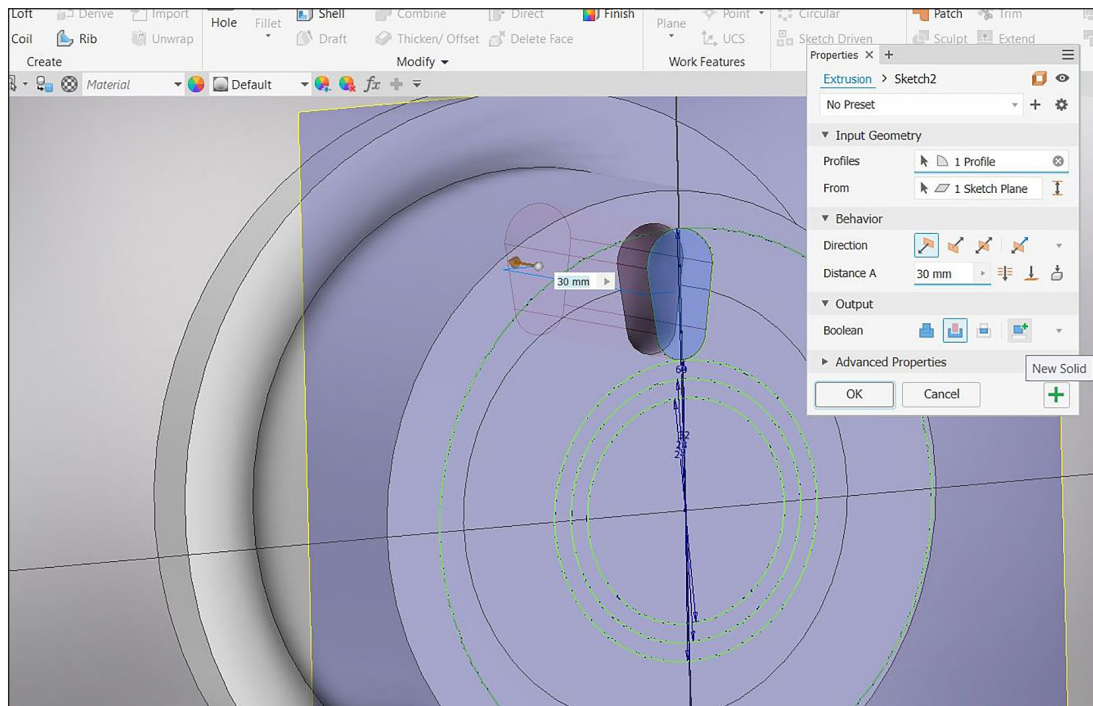 Loft Derive Import Hole Fillet Shell Combine Direct Finish Plane Point Circular Patch Trim
Coil Rib Unwrap Draft Thicken/ Offset Delete Face UCS Sketch Driven Sculpt Extend
Create Modify Work Features
Material Default fx
Properties
Extrusion > Sketch2
No Preset
Input Geometry
Profiles 1 Profile
From 1 Sketch Plane
Behavior
Direction
Distance A 30 mm
Output
Boolean
Advanced Properties
New Solid
OK Cancel
30 mm